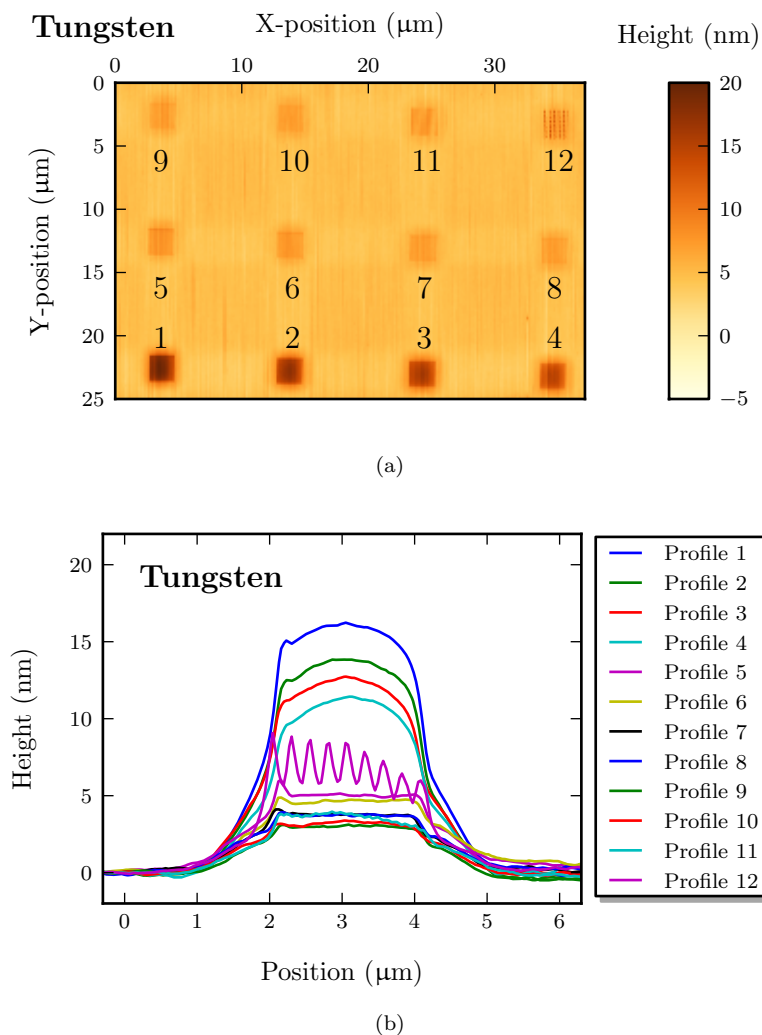 Tungsten
X-position (μm)
Height (nm)
0 10 20 30
0
5
10
15
20
25
Y-position (μm)
9 10 11 12
5 6 7 8
1 2 3 4
20
15
10
5
0
−5
(a)
Tungsten
20
15
10
5
0
Height (nm)
0 1 2 3 4 5 6
Position (μm)
Profile 1
Profile 2
Profile 3
Profile 4
Profile 5
Profile 6
Profile 7
Profile 8
Profile 9
Profile 10
Profile 11
Profile 12
(b)